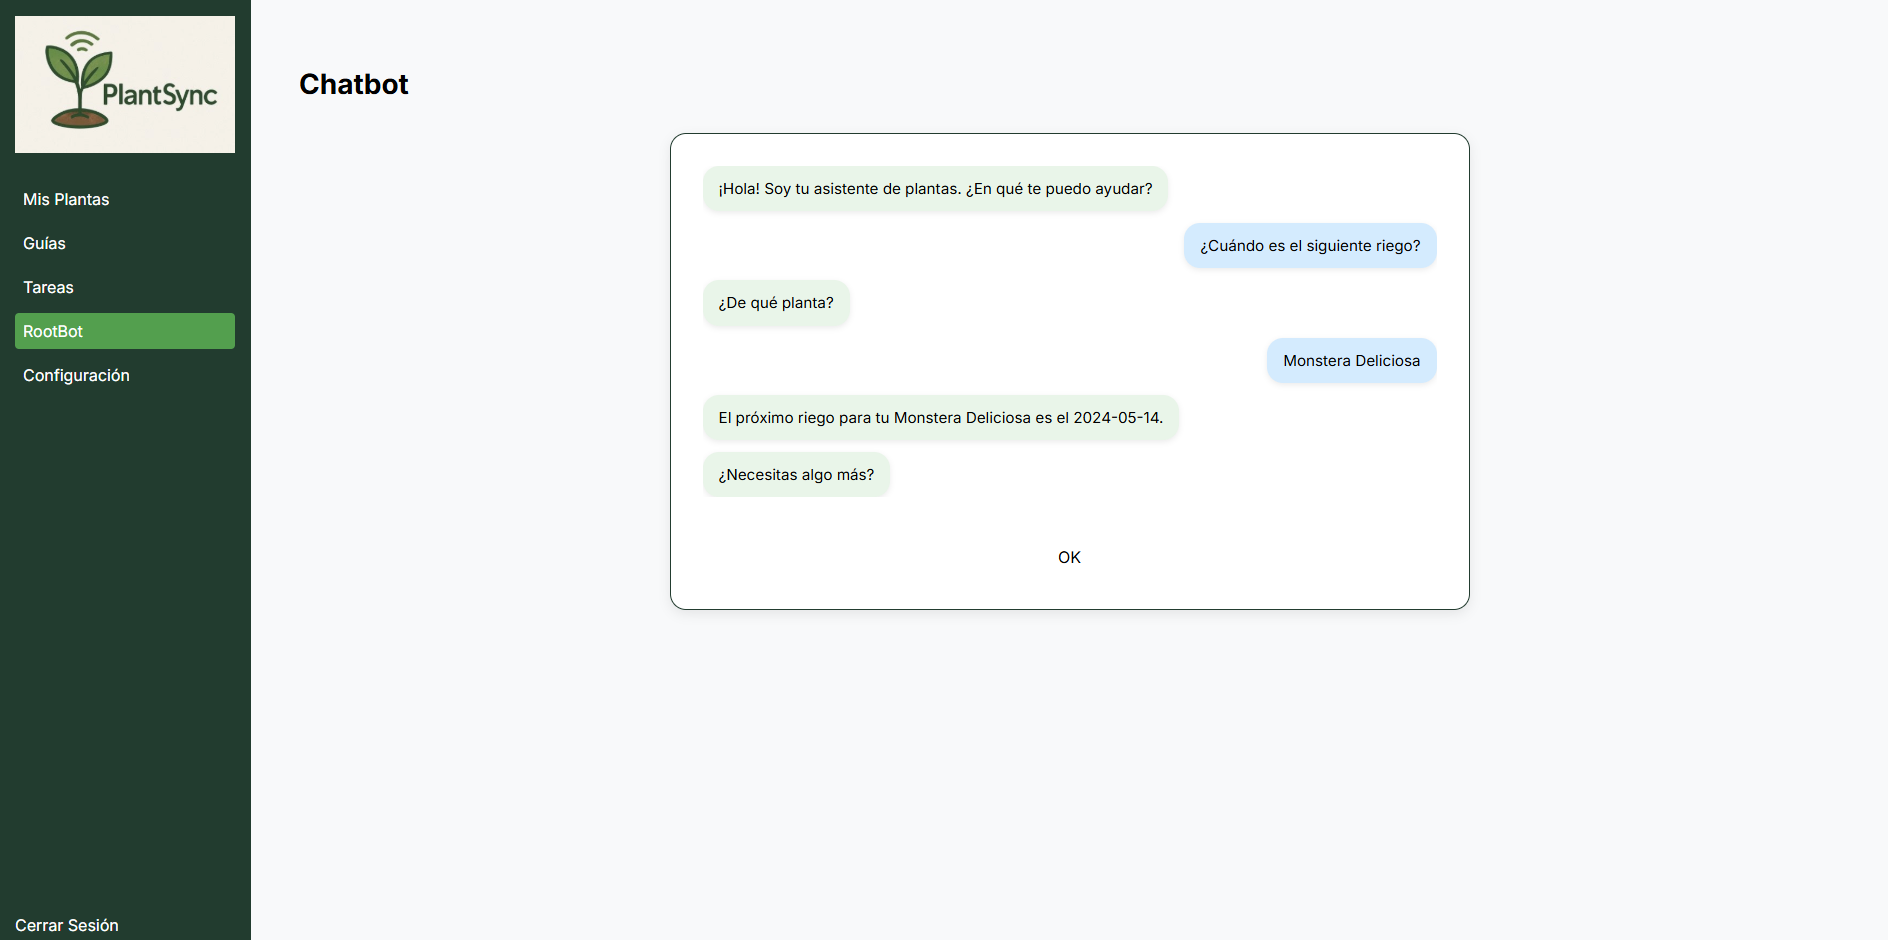 PlantSync
Mis Plantas
Guías
Tareas
RootBot
Configuración
Cerrar Sesión
Chatbot
¡Hola! Soy tu asistente de plantas. ¿En qué te puedo ayudar?
¿Cuándo es el siguiente riego?
¿De qué planta?
Monstera Deliciosa
El próximo riego para tu Monstera Deliciosa es el 2024-05-14.
¿Necesitas algo más?
OK